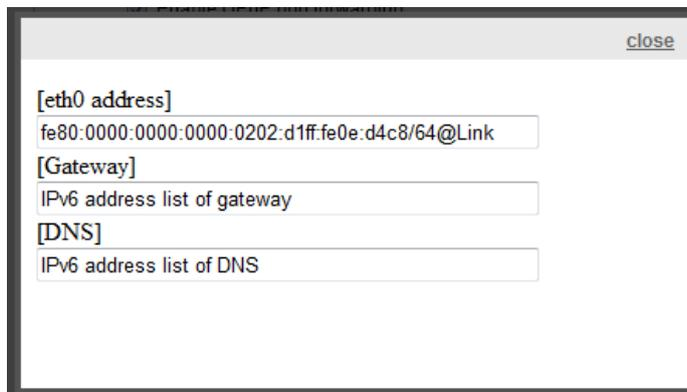 close
[eth0 address]
fe80:0000:0000:0000:0202:d1ff:fe0e:d4c8/64@Link
[Gateway]
IPv6 address list of gateway
[DNS]
IPv6 address list of DNS